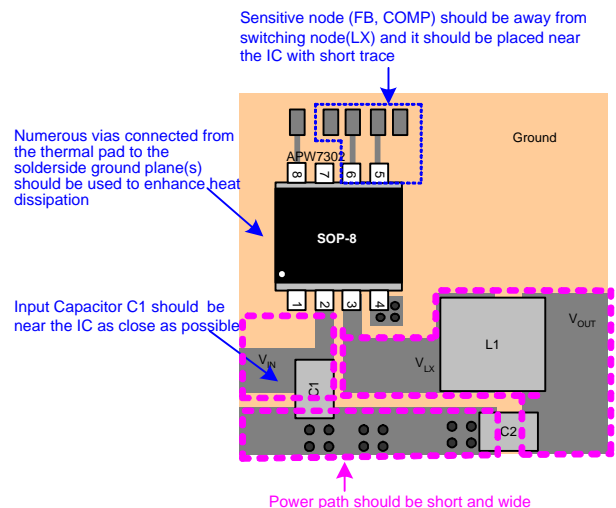 Sensitive node (FB, COMP) should be away from
switching node(LX) and it should be placed near
the IC with short trace
Numerous vias connected from
the thermal pad to the
solderside ground plane(s)
should be used to enhance heat
dissipation
Ground
APW7302
8 7 6 5
SOP-8
1 2 3 4
Input Capacitor C1 should be
near the IC as close as possible
VIN
C1
VLX
L1
VOUT
C2
Power path should be short and wide